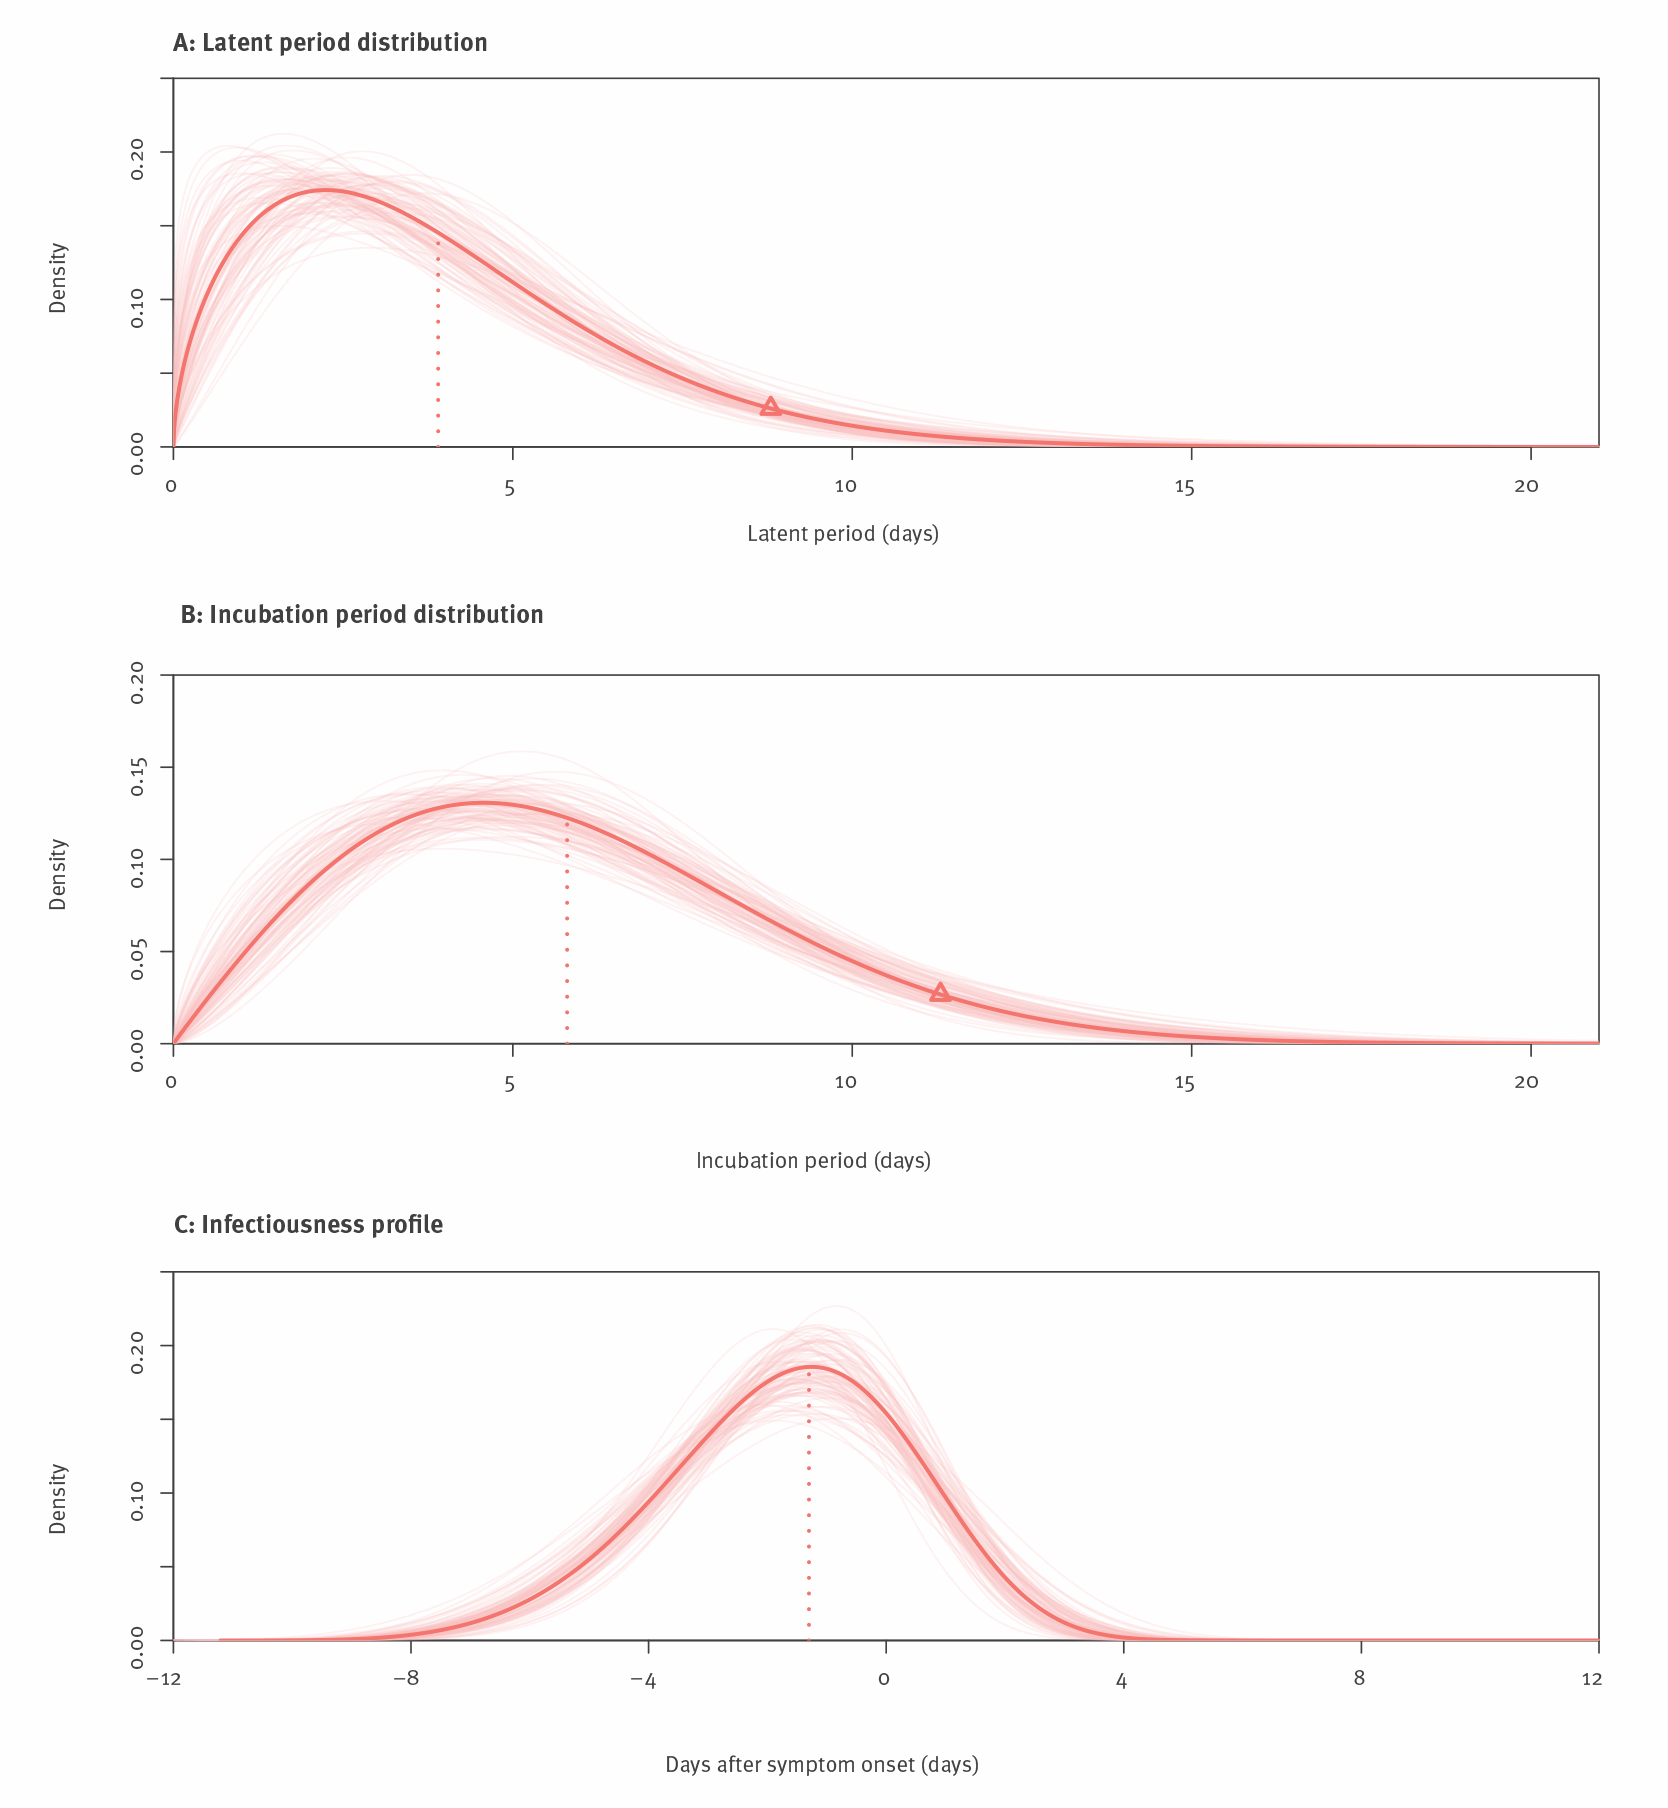 A: Latent period distribution
0.20
0.10
0.00
Density
0 5 10 15 20
Latent period (days)
B: Incubation period distribution
0.20
0.15
0.10
0.05
0.00
Density
0 5 10 15 20
Incubation period (days)
C: Infectiousness profile
0.20
0.10
0.00
Density
−12 −8 −4 0 4 8 12
Days after symptom onset (days)